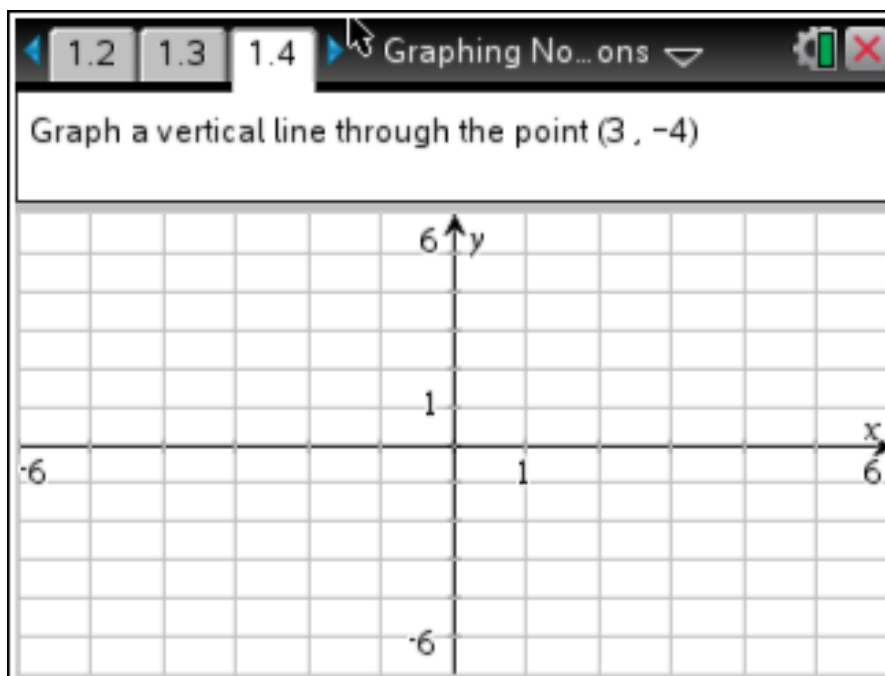 1.2 1.3 1.4 Graphing No...ons
Graph a vertical line through the point (3 , −4)
6 y
1
x
-6 1 6
-6